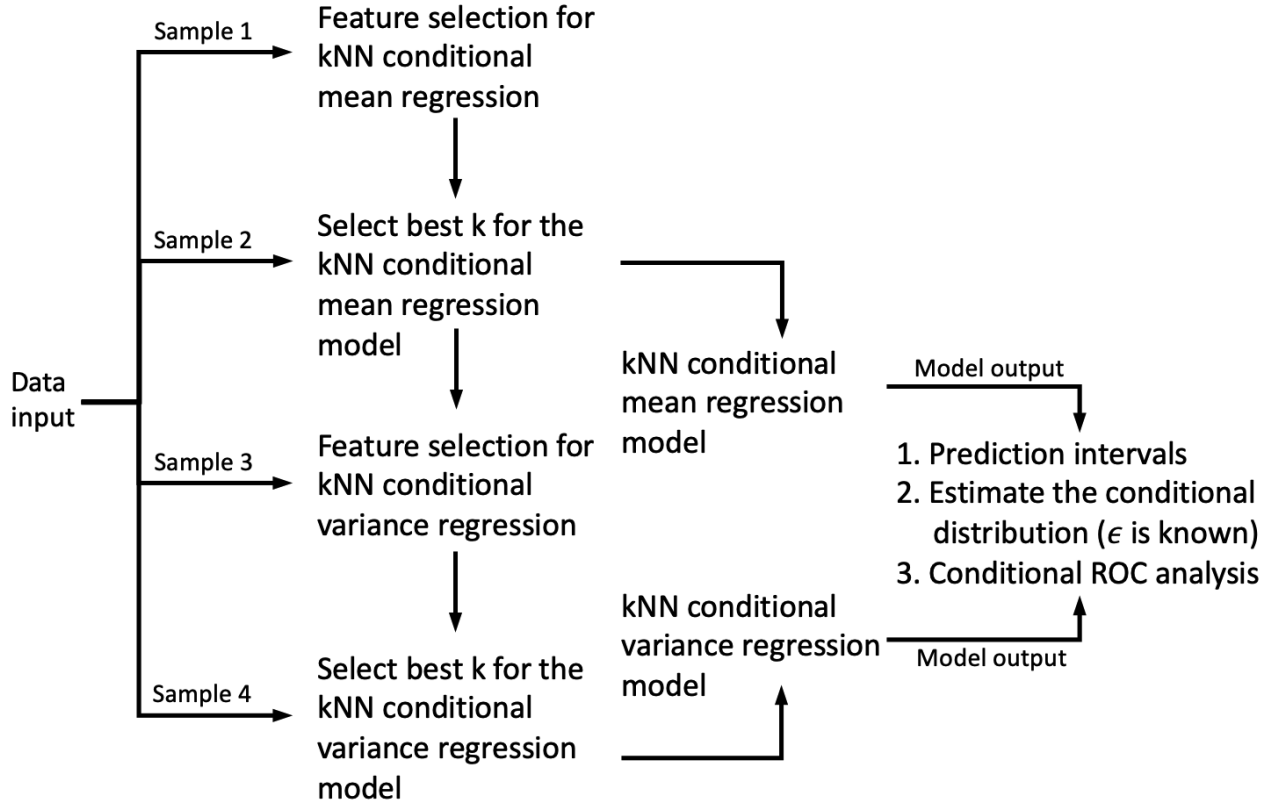 Sample 1
Feature selection for
kNN conditional
mean regression
Sample 2
Select best k for the
kNN conditional
mean regression
model
Data
input
kNN conditional
mean regression
model
Model output
Sample 3
Feature selection for
kNN conditional
variance regression
1. Prediction intervals
2. Estimate the conditional
distribution (ϵ is known)
3. Conditional ROC analysis
kNN conditional
variance regression
model
Model output
Sample 4
Select best k for the
kNN conditional
variance regression
model